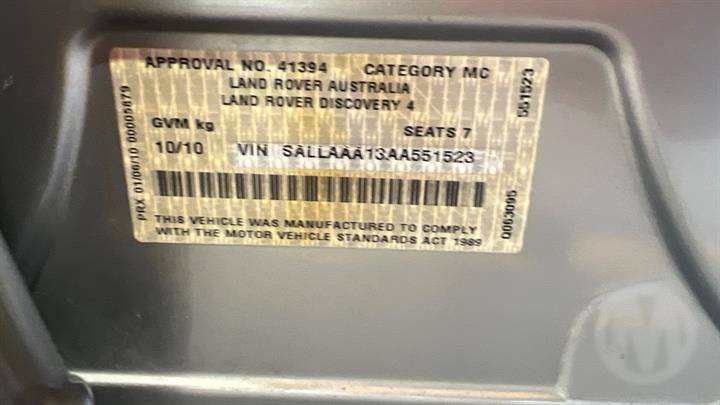 APPROVAL NO. 41394 CATEGORY MC
LAND ROVER AUSTRALIA
LAND ROVER DISCOVERY 4
GVM kg SEATS 7
10/10 VIN SALLAAA13AA551523
THIS VEHICLE WAS MANUFACTURED TO COMPLY
WITH THE MOTOR VEHICLE STANDARDS ACT 1989
PRX 01/06/10 00005879
551523
0063095
M